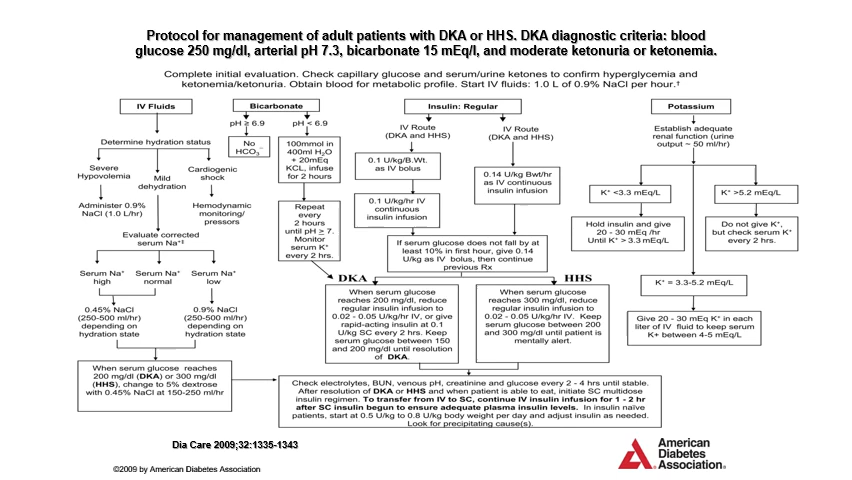 Protocol for management of adult patients with DKA or HHS. DKA diagnostic criteria: blood
glucose 250 mg/dl, arterial pH 7.3, bicarbonate 15 mEq/l, and moderate ketonuria or ketonemia.
Complete initial evaluation. Check capillary glucose and serum/urine ketones to confirm hyperglycemia and
ketonemia/ketonuria. Obtain blood for metabolic profile. Start IV fluids: 1.0 L of 0.9% NaCl per hour.†
IV Fluids
Determine hydration status
Severe
Hypovolemia
Mild
dehydration
Cardiogenic
shock
Administer 0.9%
NaCl (1.0 L/hr)
Hemodynamic
monitoring/
pressors
Evaluate corrected
serum Na⁺‡
Serum Na⁺
high
Serum Na⁺
normal
Serum Na⁺
low
0.45% NaCl
(250-500 ml/hr)
depending on
hydration state
0.9% NaCl
(250-500 ml/hr)
depending on
hydration state
When serum glucose reaches
200 mg/dl (DKA) or 300 mg/dl
(HHS), change to 5% dextrose
with 0.45% NaCl at 150-250 ml/hr
Bicarbonate
pH ≥ 6.9
pH < 6.9
No
HCO₃⁻
100mmol in
400ml H₂O
+ 20mEq
KCL, infuse
for 2 hours
Repeat
every
2 hours
until pH ≥ 7.
Monitor
serum K⁺
every 2 hrs.
Insulin: Regular
IV Route
(DKA and HHS)
IV Route
(DKA and HHS)
0.1 U/kg/B.Wt.
as IV bolus
0.14 U/kg Bwt/hr
as IV continuous
insulin infusion
0.1 U/kg/hr IV
continuous
insulin infusion
If serum glucose does not fall by at
least 10% in first hour, give 0.14
U/kg as IV bolus, then continue
previous Rx
DKA
HHS
When serum glucose
reaches 200 mg/dl, reduce
regular insulin infusion to
0.02 - 0.05 U/kg/hr IV, or give
rapid-acting insulin at 0.1
U/kg SC every 2 hrs. Keep
serum glucose between 150
and 200 mg/dl until resolution
of DKA.
When serum glucose
reaches 300 mg/dl, reduce
regular insulin infusion to
0.02 - 0.05 U/kg/hr IV. Keep
serum glucose between 200
and 300 mg/dl until patient is
mentally alert.
Potassium
Establish adequate
renal function (urine
output ~ 50 ml/hr)
K⁺ <3.3 mEq/L
K⁺ >5.2 mEq/L
Hold insulin and give
20 - 30 mEq /hr
Until K⁺ > 3.3 mEq/L
Do not give K⁺,
but check serum K⁺
every 2 hrs.
K⁺ = 3.3-5.2 mEq/L
Give 20 - 30 mEq K⁺ in each
liter of IV fluid to keep serum
K+ between 4-5 mEq/L
Check electrolytes, BUN, venous pH, creatinine and glucose every 2 - 4 hrs until stable.
After resolution of DKA or HHS and when patient is able to eat, initiate SC multidose
insulin regimen. To transfer from IV to SC, continue IV insulin infusion for 1 - 2 hr
after SC insulin begun to ensure adequate plasma insulin levels. In insulin naïve
patients, start at 0.5 U/kg to 0.8 U/kg body weight per day and adjust insulin as needed.
Look for precipitating cause(s).
Dia Care 2009;32:1335-1343
©2009 by American Diabetes Association
American
Diabetes
Association.